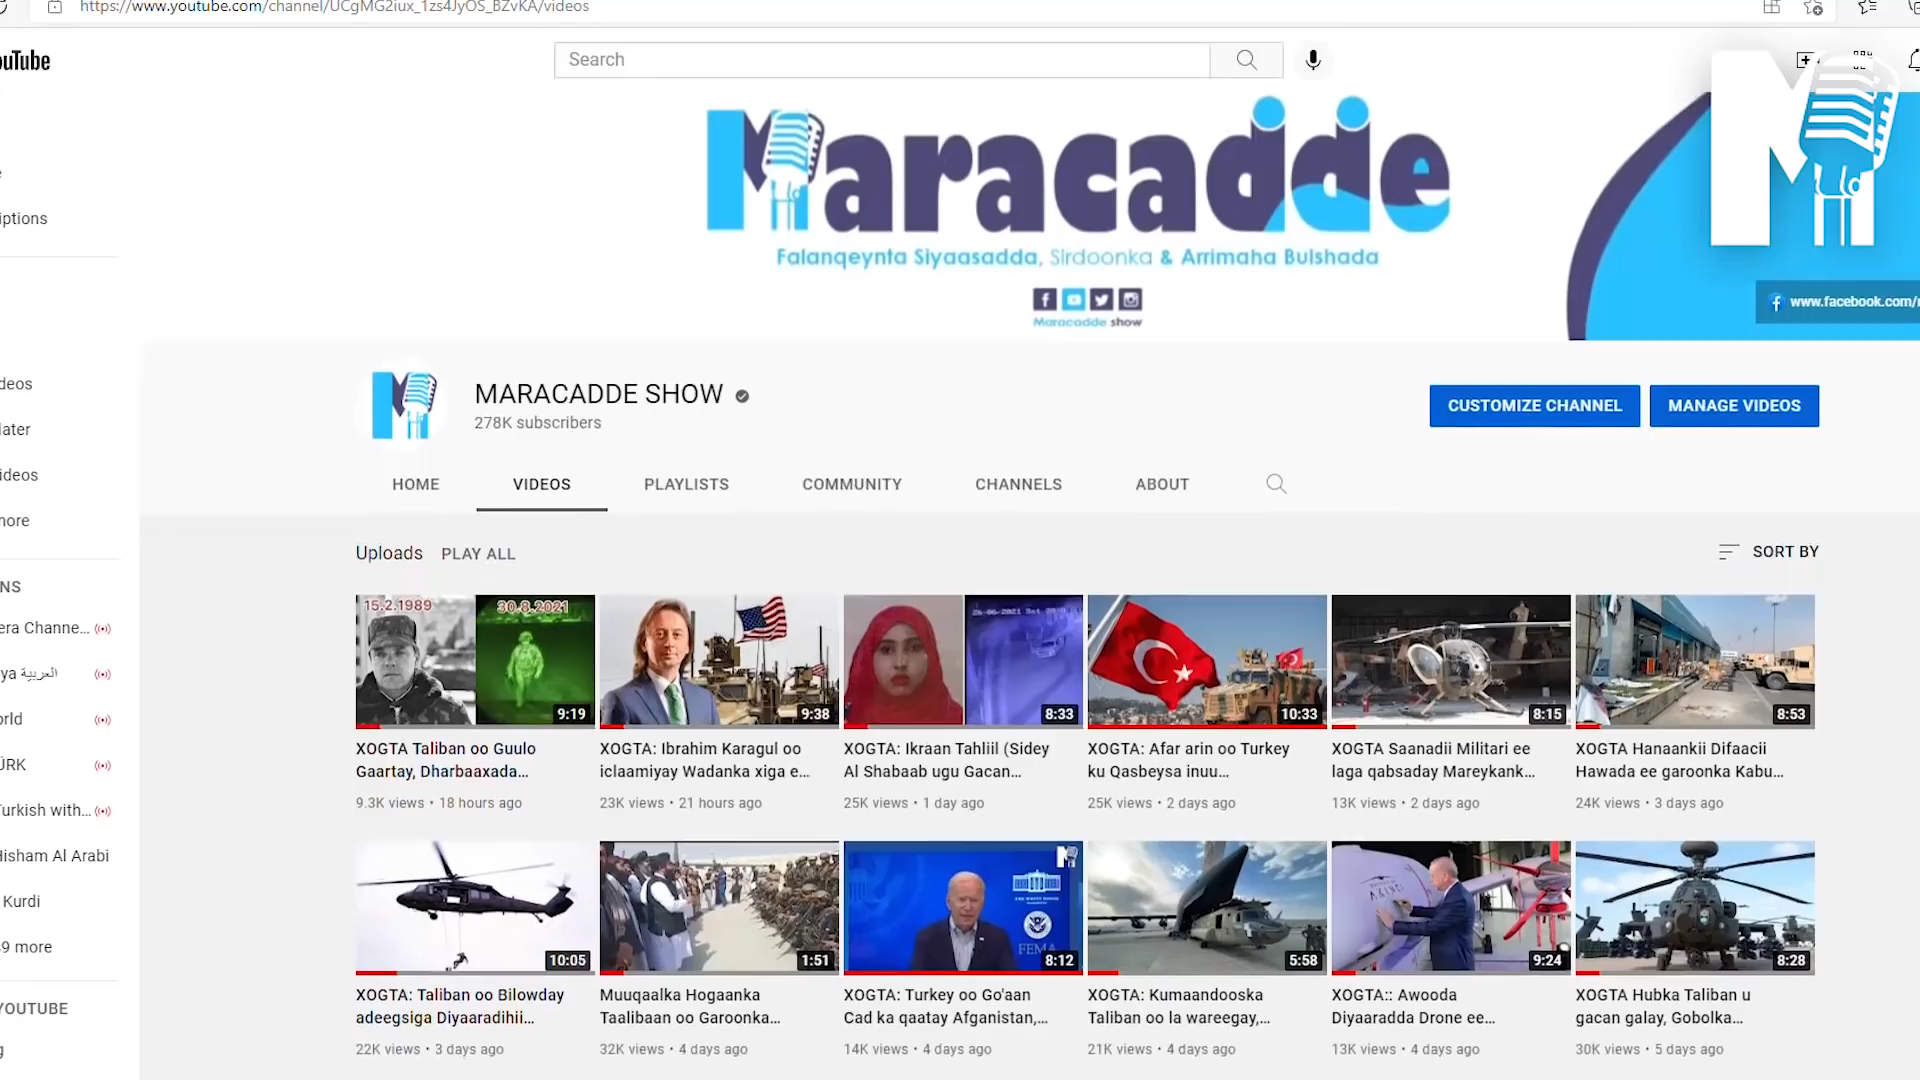 https://www.youtube.com/channel/UCgMG2iux_1zs4JyOS_BZvKA/videos
ouTube
Search
Maracadde
Falanqeynta Siyaasadda, Sirdoonka & Arrimaha Bulshada
Maracadde show
www.facebook.com/
MARACADDE SHOW
278K subscribers
CUSTOMIZE CHANNEL
MANAGE VIDEOS
HOME
VIDEOS
PLAYLISTS
COMMUNITY
CHANNELS
ABOUT
iptions
deos
later
ideos
more
NS
era Channe...
ya العربية
orld
ÜRK
Turkish with...
Hisham Al Arabi
Kurdi
9 more
YOUTUBE
g
Uploads
PLAY ALL
SORT BY
15.2.1989
30.8.2021
9:19
XOGTA Taliban oo Guulo
Gaartay, Dharbaaxada...
9.3K views • 18 hours ago
9:38
XOGTA: Ibrahim Karagul oo
iclaamiyay Wadanka xiga e...
23K views • 21 hours ago
8:33
XOGTA: Ikraan Tahliil (Sidey
Al Shabaab ugu Gacan...
25K views • 1 day ago
10:33
XOGTA: Afar arin oo Turkey
ku Qasbeysa inuu...
25K views • 2 days ago
8:15
XOGTA Saanadii Militari ee
laga qabsaday Mareykank...
13K views • 2 days ago
8:53
XOGTA Hanaankii Difaacii
Hawada ee garoonka Kabu...
24K views • 3 days ago
10:05
XOGTA: Taliban oo Bilowday
adeegsiga Diyaaradihii...
22K views • 3 days ago
1:51
Muuqaalka Hogaanka
Taalibaan oo Garoonka...
32K views • 4 days ago
THE WHITE HOUSE
WASHINGTON
FEMA
8:12
XOGTA: Turkey oo Go'aan
Cad ka qaatay Afganistan,...
14K views • 4 days ago
5:58
XOGTA: Kumaandooska
Taliban oo la wareegay,...
21K views • 4 days ago
9:24
XOGTA:: Awooda
Diyaaradda Drone ee...
13K views • 4 days ago
8:28
XOGTA Hubka Taliban u
gacan galay, Gobolka...
30K views • 5 days ago